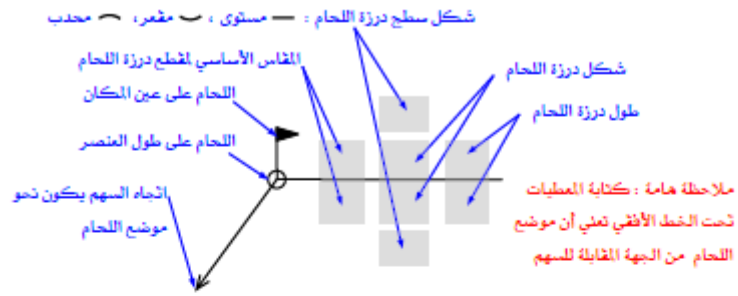 شكل سطح درزة اللحام : — مستوى ، ⌣ مقعر، ⌢ محدب
المقاس الأساسي لمقطع درزة اللحام
شكل درزة اللحام
اللحام على عين المكان
طول درزة اللحام
اللحام على طول العنصر
اتجاه السهم يكون نحو
موضع اللحام
ملاحظة هامة : كتابة المعطيات
تحت الخط الأفقي تعني أن موضع
اللحام من الجهة المقابلة للسهم